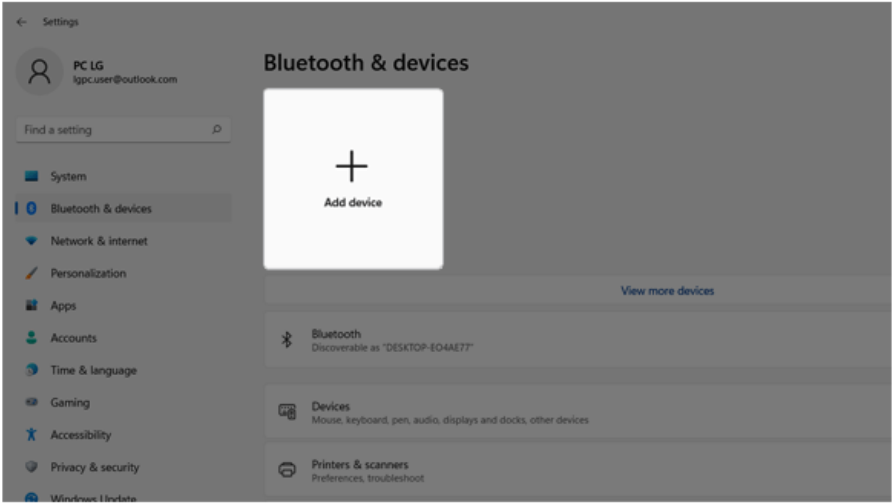 Settings
PC LG
lgpc.user@outlook.com
Find a setting
System
Bluetooth & devices
Network & internet
Personalization
Apps
Accounts
Time & language
Gaming
Accessibility
Privacy & security
Windows Update
Bluetooth & devices
Add device
View more devices
Bluetooth
Discoverable as "DESKTOP-EO4AE77"
Devices
Mouse, keyboard, pen, audio, displays and docks, other devices
Printers & scanners
Preferences, troubleshoot